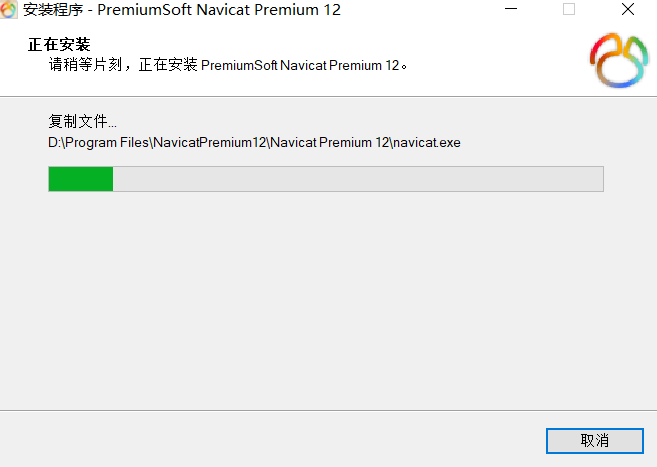 安装程序 - PremiumSoft Navicat Premium 12
正在安装
请稍等片刻，正在安装 PremiumSoft Navicat Premium 12。
复制文件...
D:\Program Files\NavicatPremium12\Navicat Premium 12\navicat.exe
取消